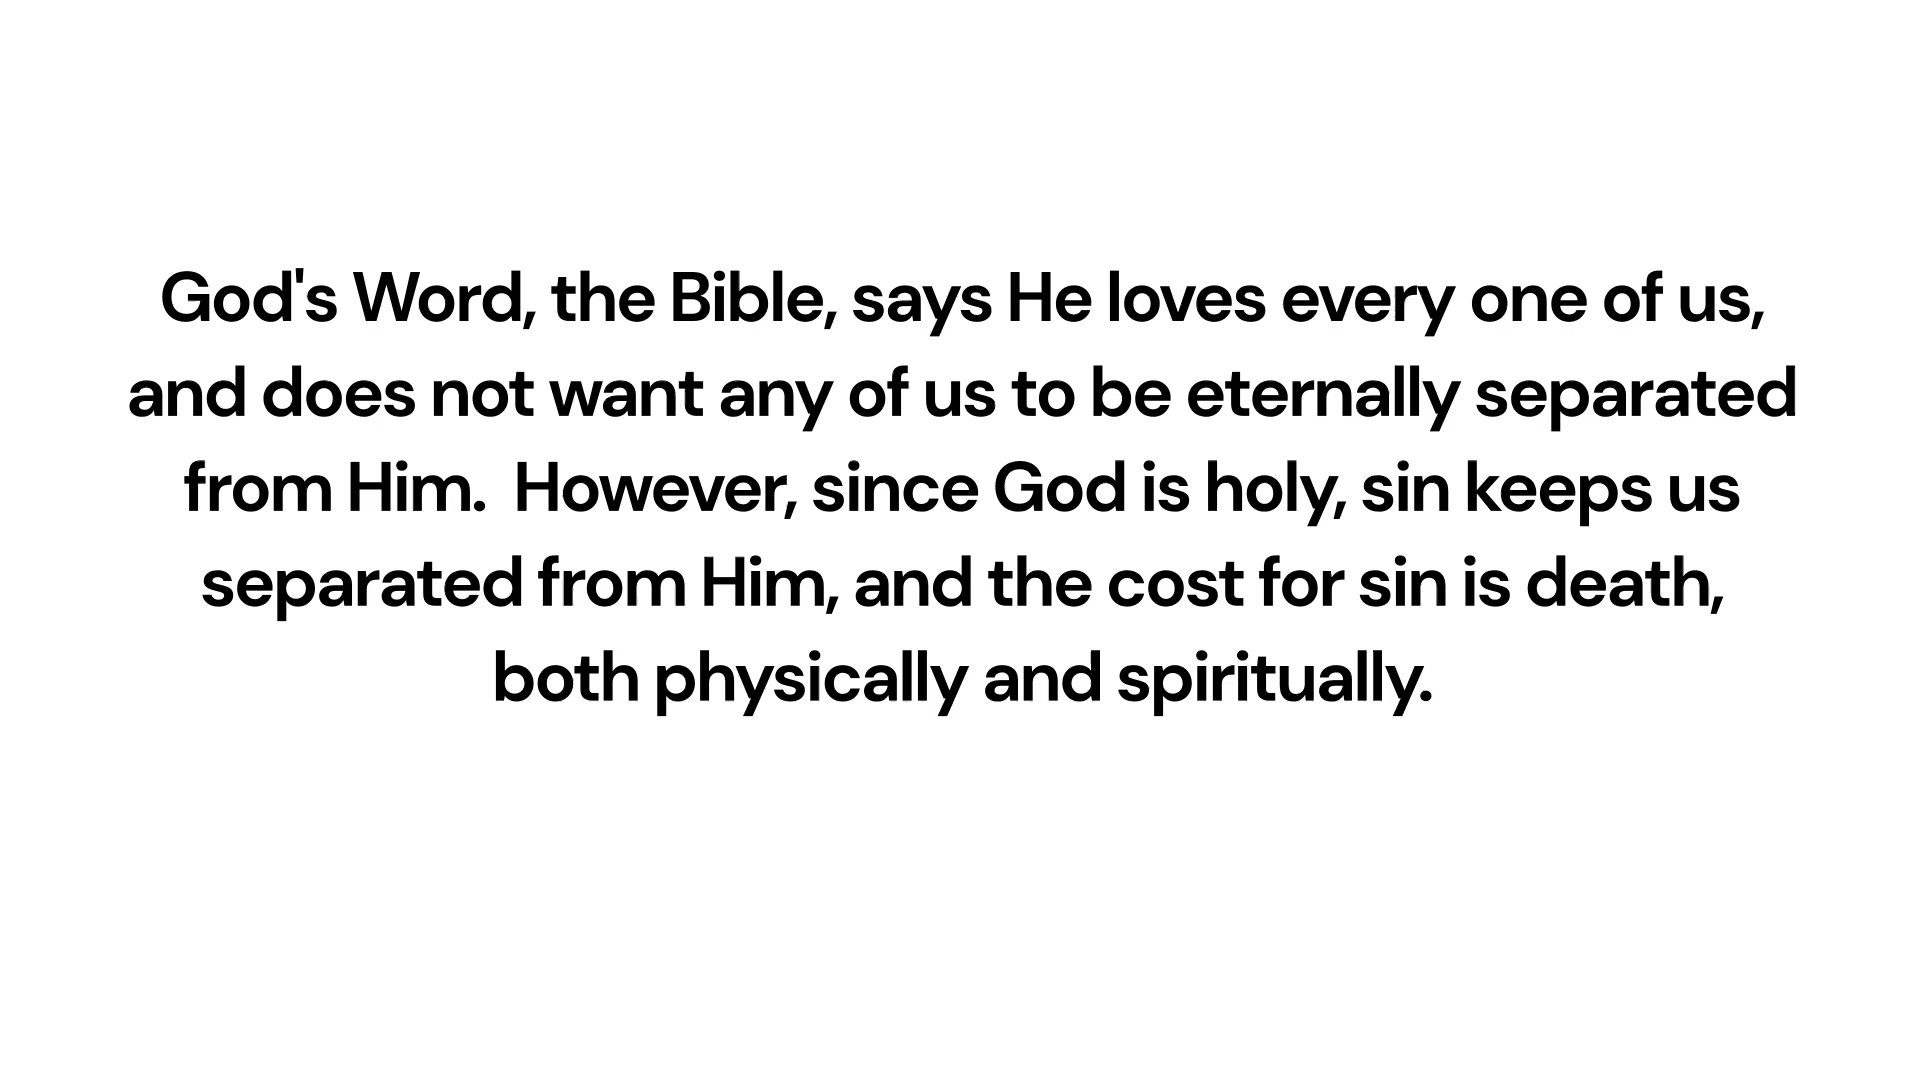 God's Word, the Bible, says He loves every one of us,
and does not want any of us to be eternally separated
from Him.  However, since God is holy, sin keeps us
separated from Him, and the cost for sin is death,
both physically and spiritually.